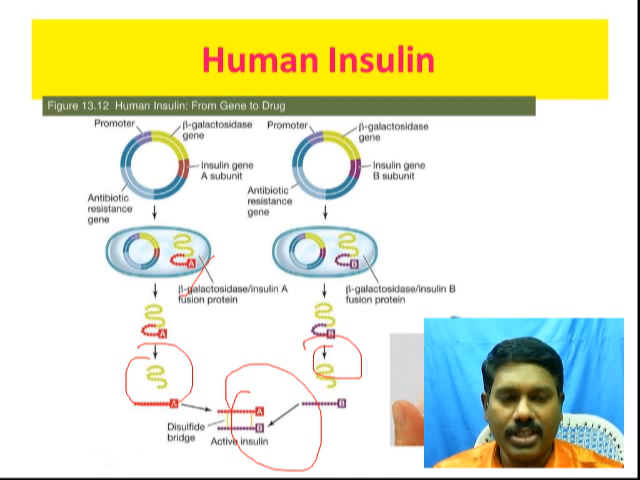 Human Insulin
Figure 13.12 Human Insulin: From Gene to Drug
Promoter
β-galactosidase
gene
Insulin gene
A subunit
Antibiotic
resistance
gene
Promoter
β-galactosidase
gene
Insulin gene
B subunit
Antibiotic
resistance
gene
A
β-galactosidase/insulin A
fusion protein
B
β-galactosidase/insulin B
fusion protein
A
B
A
B
A
B
Disulfide
bridge
Active insulin